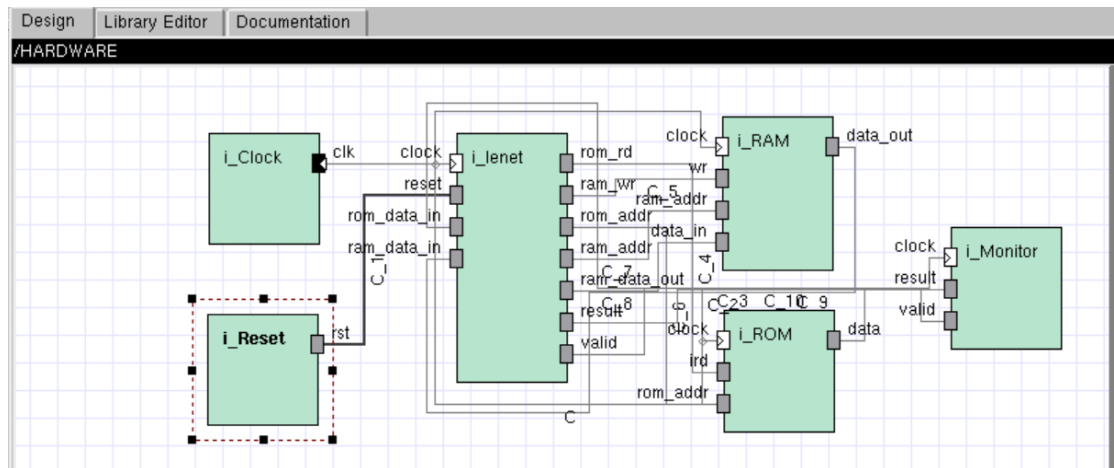 Design Library Editor Documentation
/HARDWARE
i_Clock
clk
i_Reset
rst
C_1
i_lenet
clock
reset
rom_data_in
ram_data_in
rom_rd
ram_wr
rom_addr
ram_addr
ram_data_out
result
valid
C_5
C_7
C_8
C_4
C_3
C_10
C_9
C
i_RAM
clock
wr
ram_addr
data_in
data_out
i_ROM
clock
ird
rom_addr
data
i_Monitor
clock
result
valid